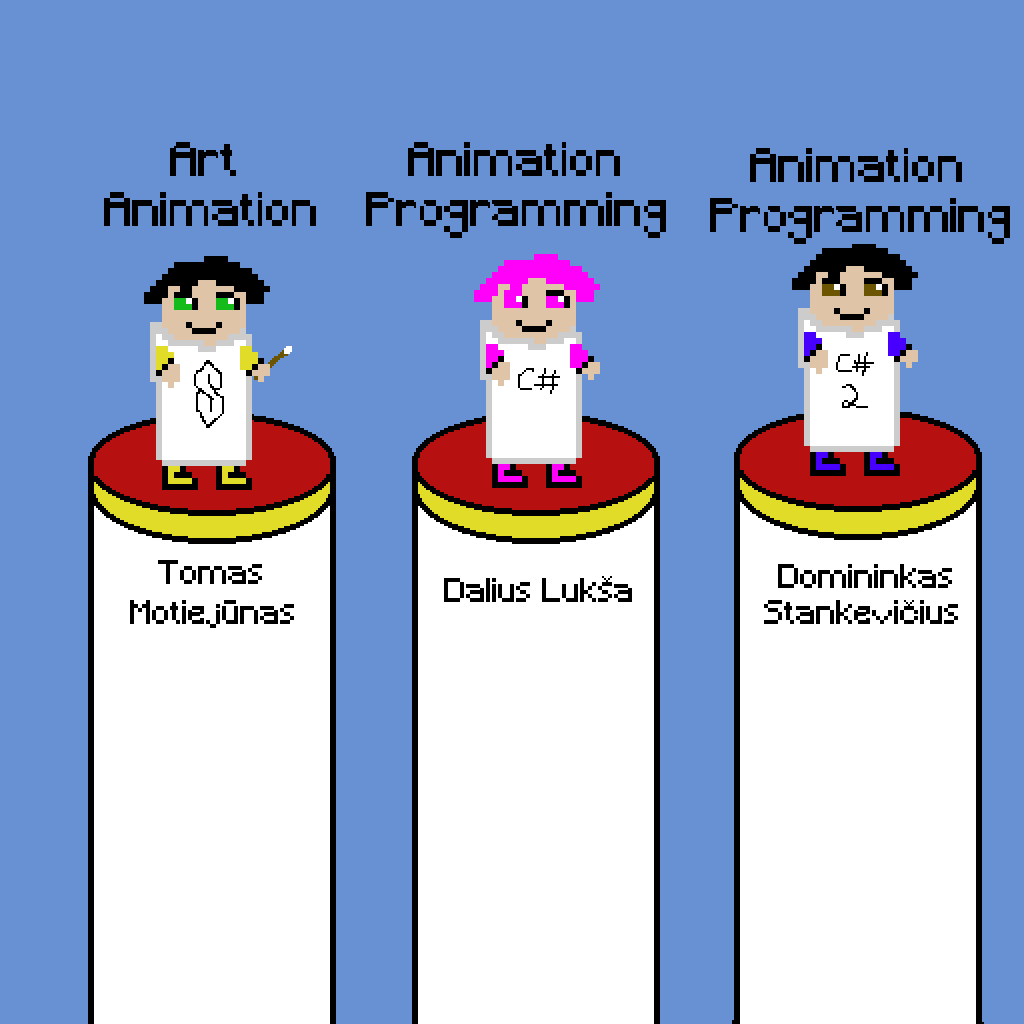 Art
Animation
Animation
Programming
Animation
Programming
C#
C#
2
Tomas
Motiejūnas
Dalius Lukša
Domininkas
Stankevičius